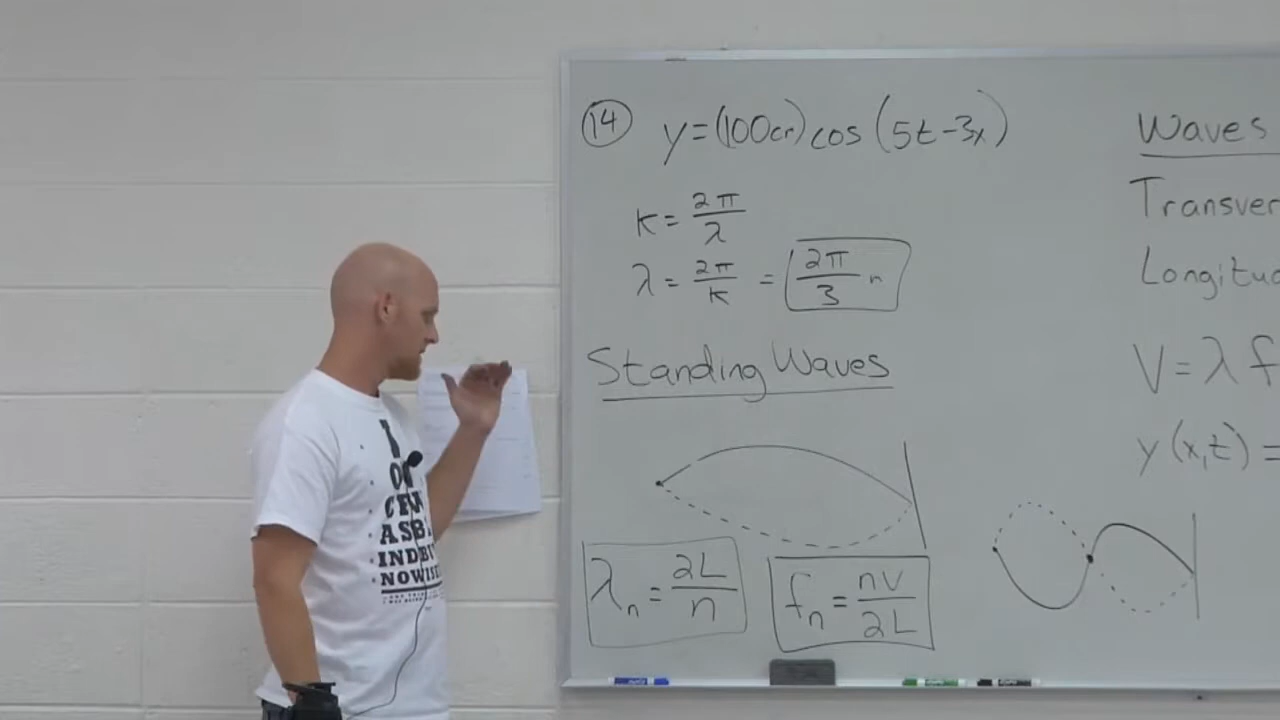 ⑭ y=(100cm)cos(5t-3x)
K = 2π/λ
λ = 2π/K = 2π/3 m
Standing Waves
λₙ = 2L/n
fₙ = nV/2L
Waves
Transver
Longitud
V = λf
y(x,t) =